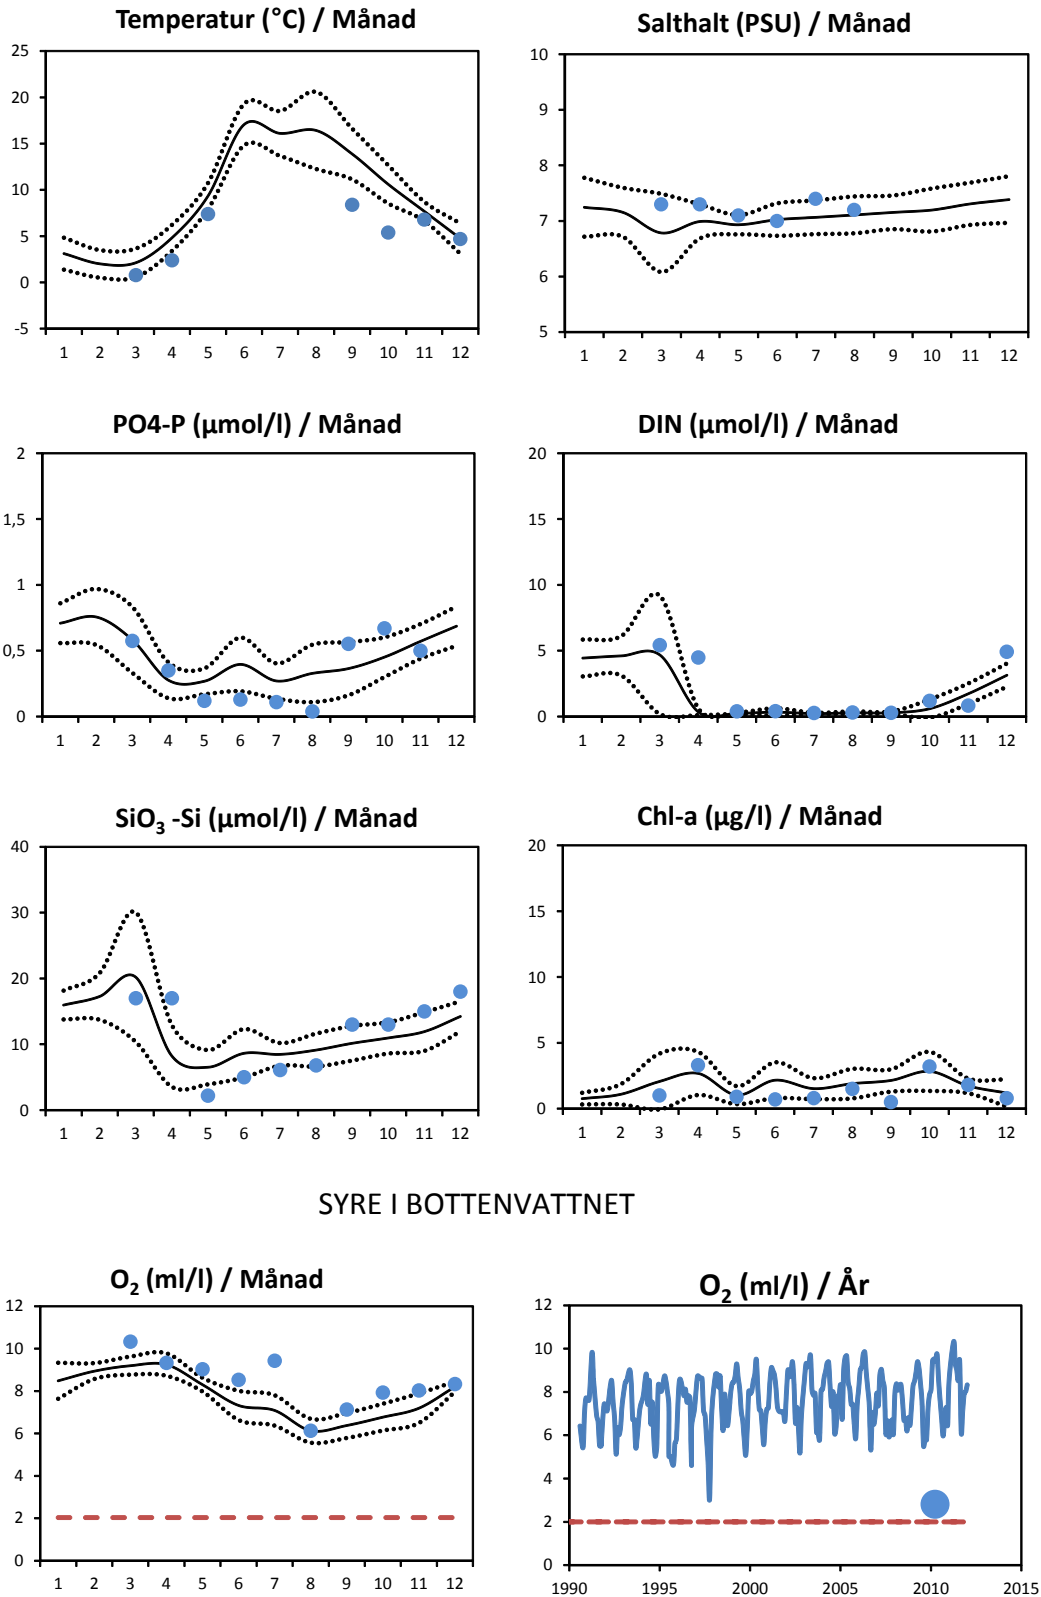 Temperatur (°C) / Månad
25
20
15
10
5
0
-5
1 2 3 4 5 6 7 8 9 10 11 12
Salthalt (PSU) / Månad
10
9
8
7
6
5
1 2 3 4 5 6 7 8 9 10 11 12
PO4-P (µmol/l) / Månad
2
1,5
1
0,5
0
1 2 3 4 5 6 7 8 9 10 11 12
DIN (µmol/l) / Månad
20
15
10
5
0
1 2 3 4 5 6 7 8 9 10 11 12
SiO₃ -Si (µmol/l) / Månad
40
30
20
10
0
1 2 3 4 5 6 7 8 9 10 11 12
Chl-a (µg/l) / Månad
20
15
10
5
0
1 2 3 4 5 6 7 8 9 10 11 12
SYRE I BOTTENVATTNET
O₂ (ml/l) / Månad
12
10
8
6
4
2
0
1 2 3 4 5 6 7 8 9 10 11 12
O₂ (ml/l) / År
12
10
8
6
4
2
0
1990 1995 2000 2005 2010 2015